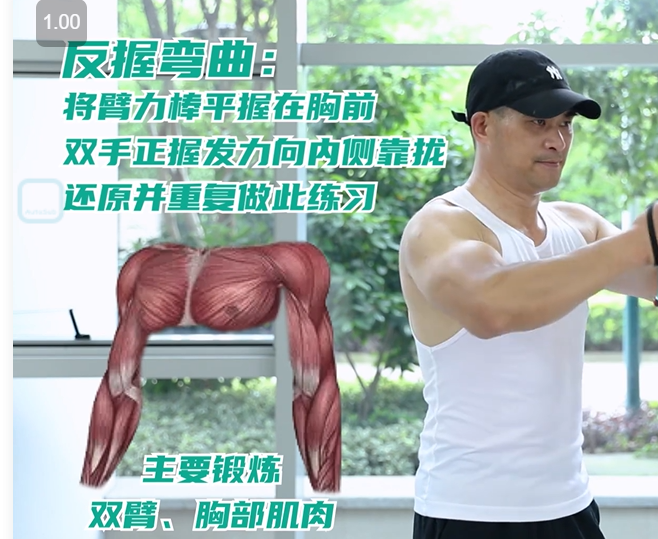 1.00
反握弯曲：
将臂力棒平握在胸前
双手正握发力向内侧靠拢
还原并重复做此练习
主要锻炼
双臂、胸部肌肉